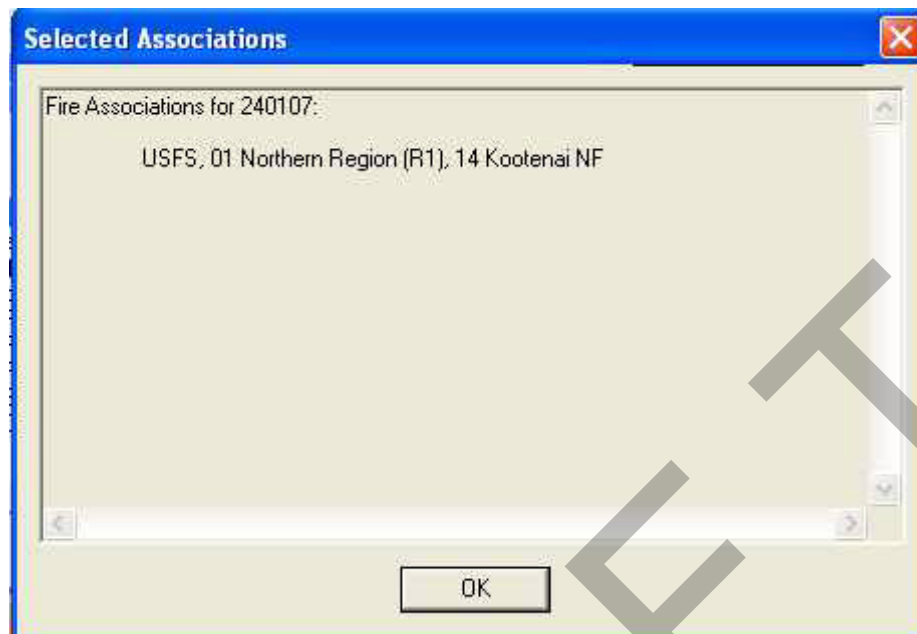 Selected Associations
Fire Associations for 240107:
USFS, 01 Northern Region (R1), 14 Kootenai NF
OK
E T